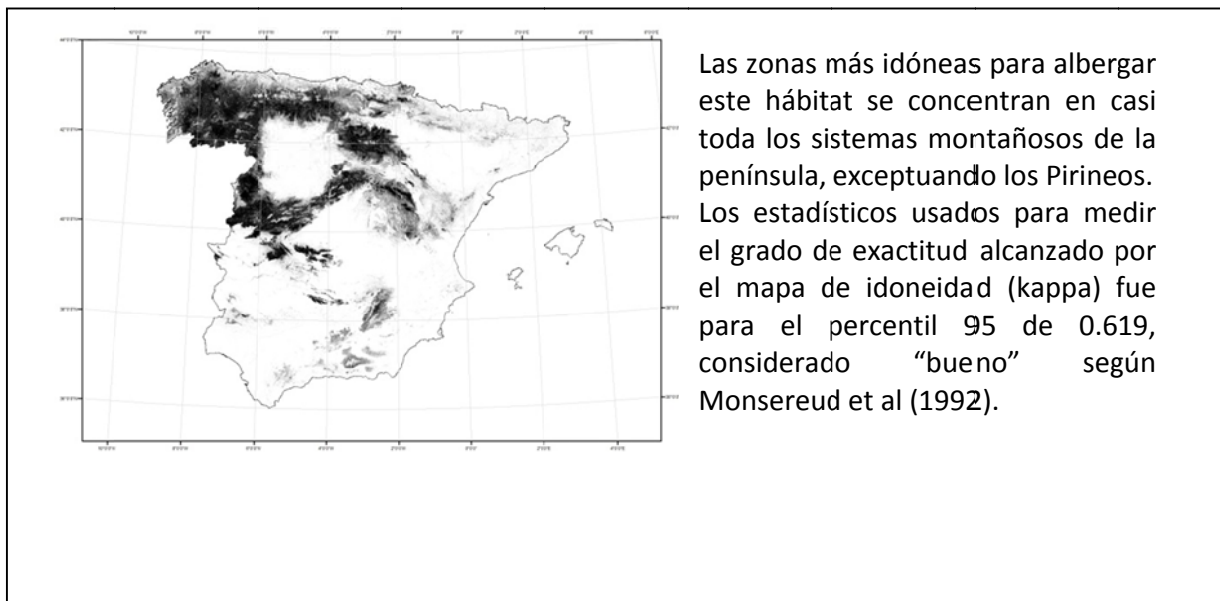 Las zonas más idóneas para albergar
este hábitat se concentran en casi
toda los sistemas montañosos de la
península, exceptuando los Pirineos.
Los estadísticos usados para medir
el grado de exactitud alcanzado por
el mapa de idoneidad (kappa) fue
para el percentil 95 de 0.619,
considerado “bueno” según
Monsereud et al (1992).